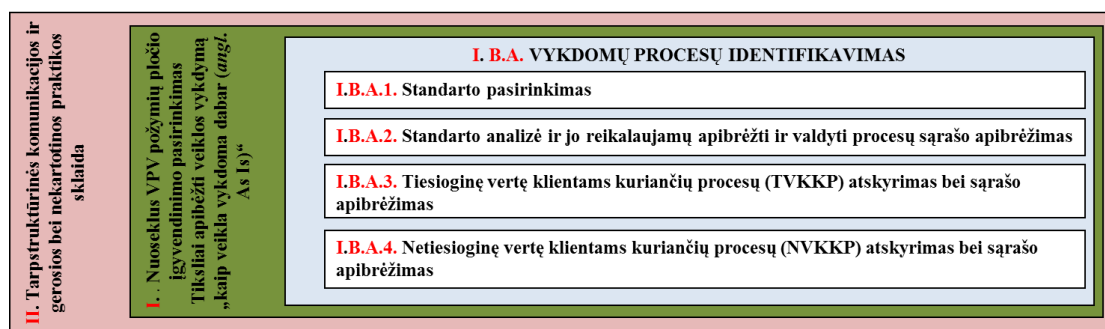 II. Tarpstruktūrinės komunikacijos ir
gerosios bei nekartotinos praktikos
sklaida
I. . Nuoseklus VPV požymių pločio
įgyvendinimo pasirinkimas
Tiksliai apibėžti veiklos vykdymą
„kaip veikla vykdoma dabar (angl.
As Is)“
I. B.A. VYKDOMŲ PROCESŲ IDENTIFIKAVIMAS
I.B.A.1. Standarto pasirinkimas
I.B.A.2. Standarto analizė ir jo reikalaujamų apibrėžti ir valdyti procesų sąrašo apibrėžimas
I.B.A.3. Tiesioginę vertę klientams kuriančių procesų (TVKKP) atskyrimas bei sąrašo
apibrėžimas
I.B.A.4. Netiesioginę vertę klientams kuriančių procesų (NVKKP) atskyrimas bei sąrašo
apibrėžimas